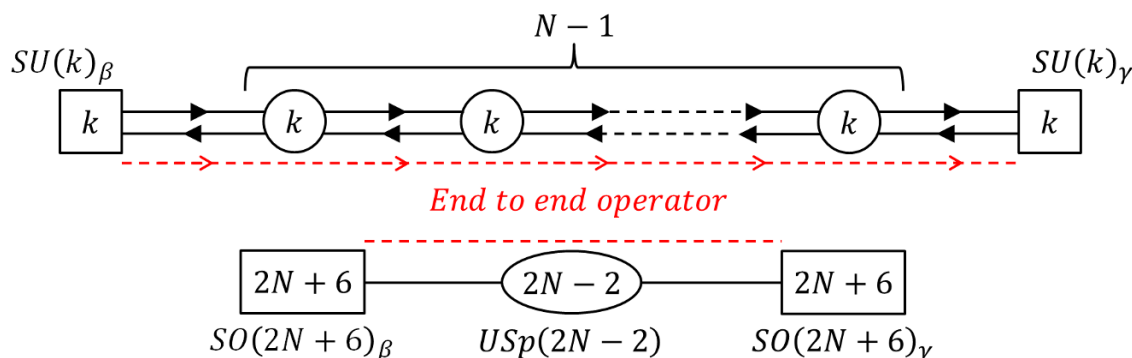 N − 1
SU(k)β SU(k)γ
k k k k k
End to end operator
2N + 6 2N − 2 2N + 6
SO(2N + 6)β USp(2N − 2) SO(2N + 6)γ